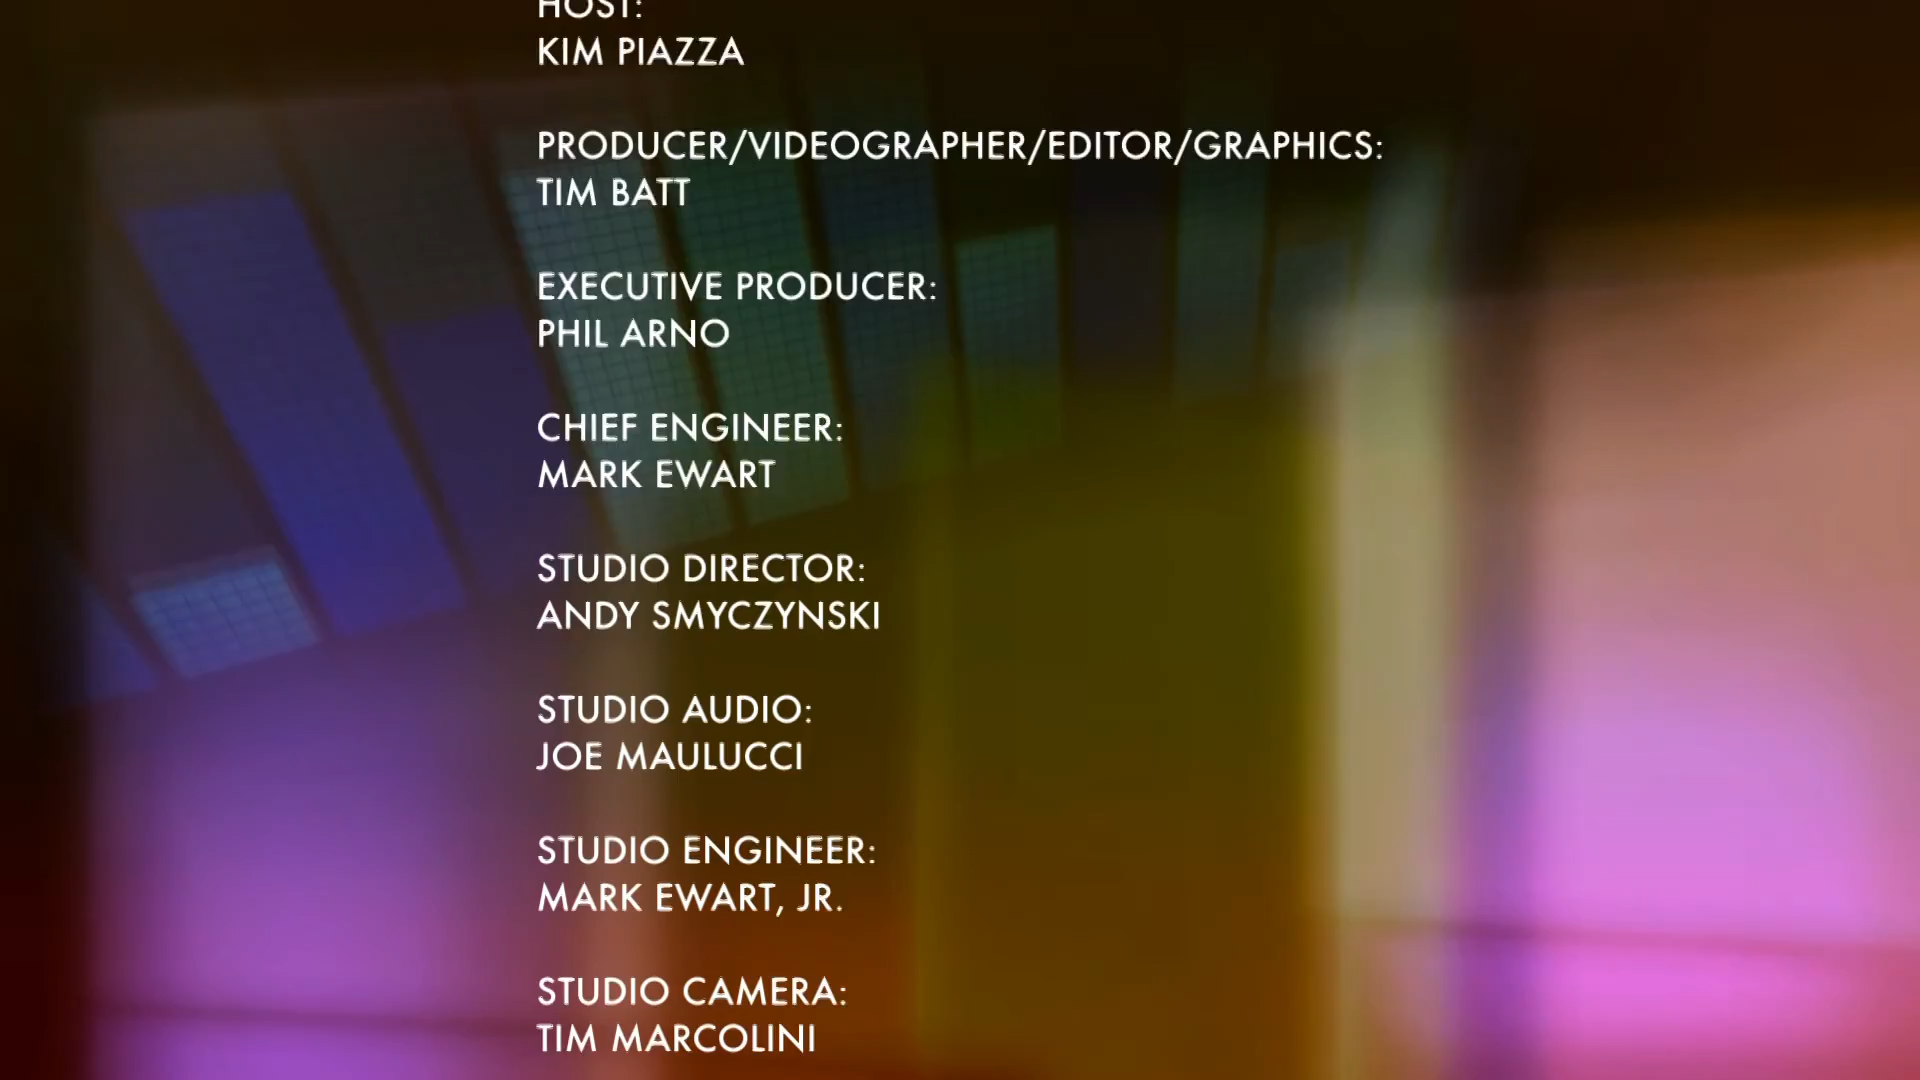 HOST:
KIM PIAZZA
PRODUCER/VIDEOGRAPHER/EDITOR/GRAPHICS:
TIM BATT
EXECUTIVE PRODUCER:
PHIL ARNO
CHIEF ENGINEER:
MARK EWART
STUDIO DIRECTOR:
ANDY SMYCZYNSKI
STUDIO AUDIO:
JOE MAULUCCI
STUDIO ENGINEER:
MARK EWART, JR.
STUDIO CAMERA:
TIM MARCOLINI